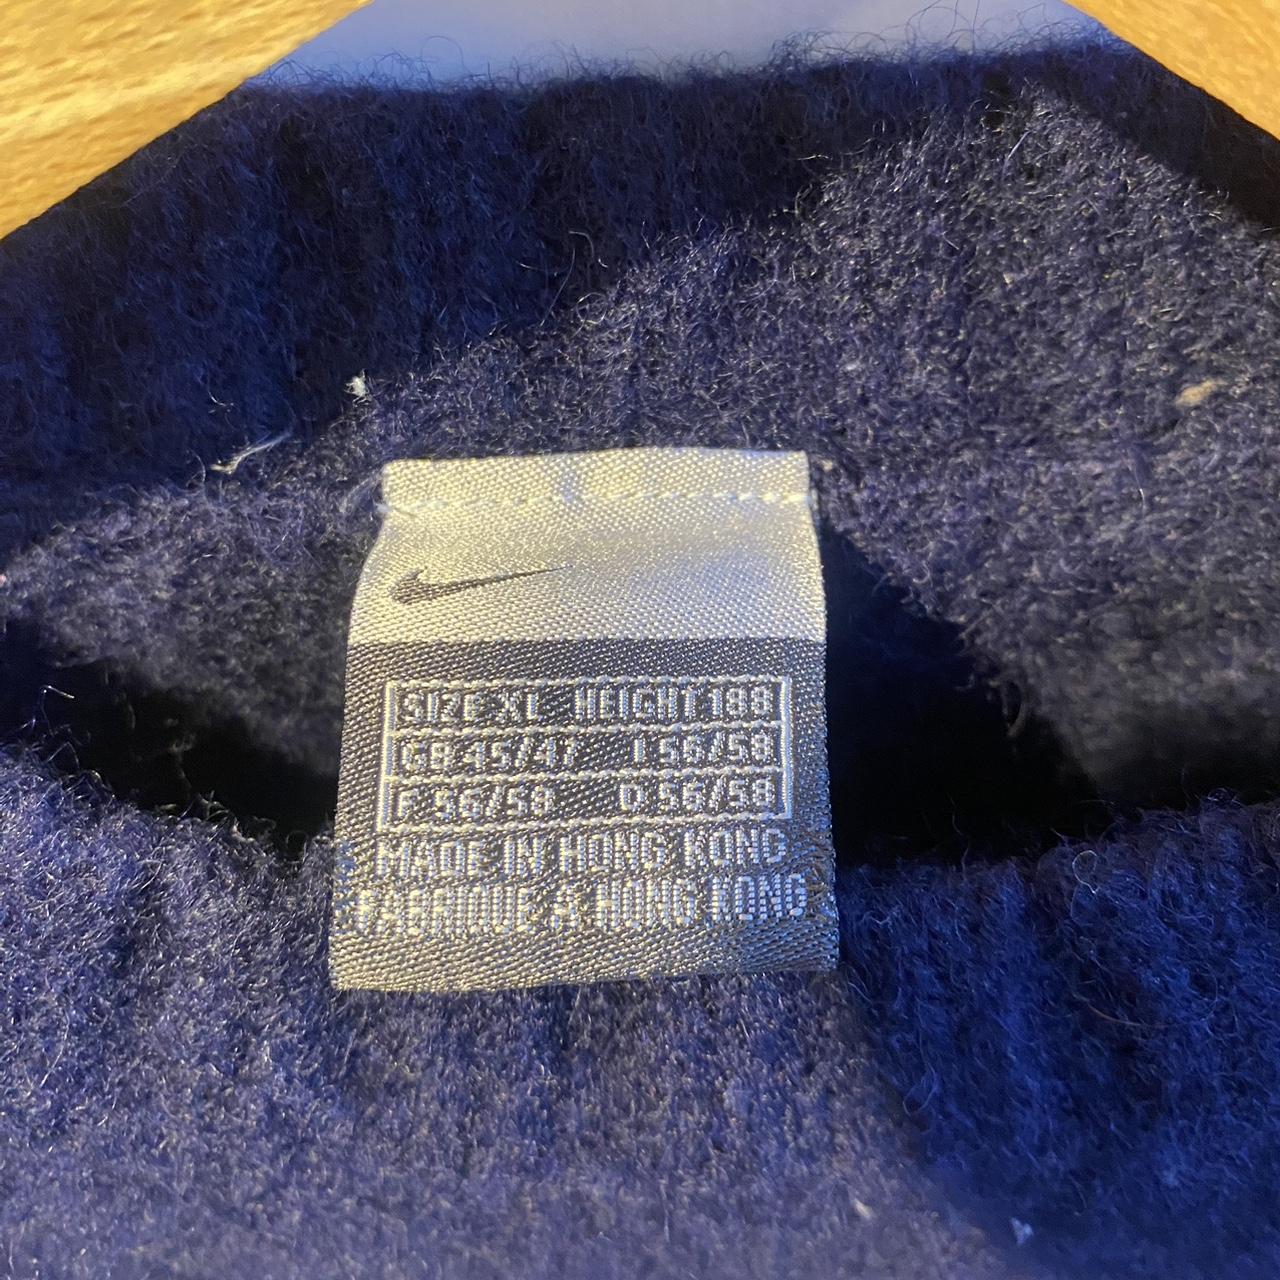 SIZE XL HEIGHT 188
GB 45/47 I 56/58
F 56/58 D 56/58
MADE IN HONG KONG
FABRIQUE A HONG KONG